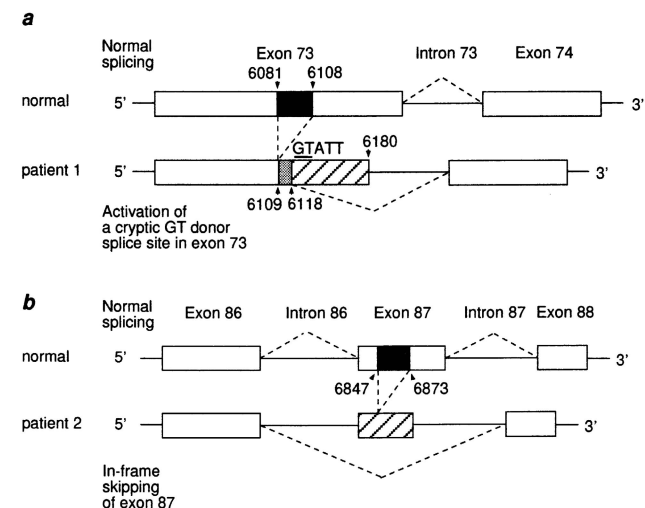 a
Normal
splicing
Exon 73
Intron 73
Exon 74
6081
6108
normal
5'
3'
GTATT
6180
patient 1
5'
3'
6109
6118
Activation of
a cryptic GT donor
splice site in exon 73
b
Normal
splicing
Exon 86
Intron 86
Exon 87
Intron 87
Exon 88
normal
5'
3'
6847
6873
patient 2
5'
3'
In-frame
skipping
of exon 87